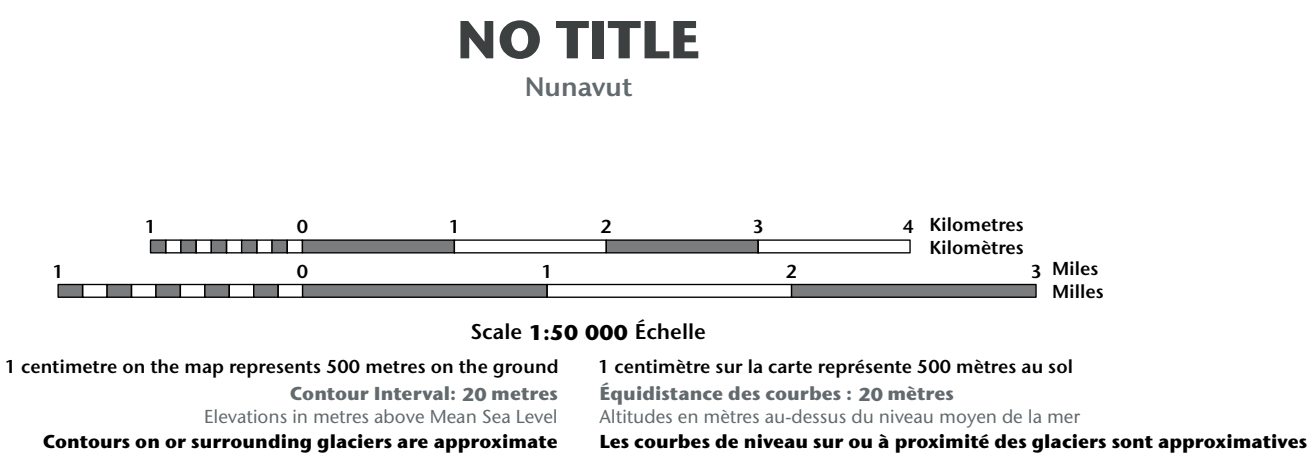 NO TITLE
Nunavut
1 0 1 2 3 4 Kilometres
Kilomètres
1 0 1 2 3 Miles
Milles
Scale 1:50 000 Échelle
1 centimetre on the map represents 500 metres on the ground
1 centimètre sur la carte représente 500 mètres au sol
Contour Interval: 20 metres
Équidistance des courbes : 20 mètres
Elevations in metres above Mean Sea Level
Altitudes en mètres au-dessus du niveau moyen de la mer
Contours on or surrounding glaciers are approximate
Les courbes de niveau sur ou à proximité des glaciers sont approximatives